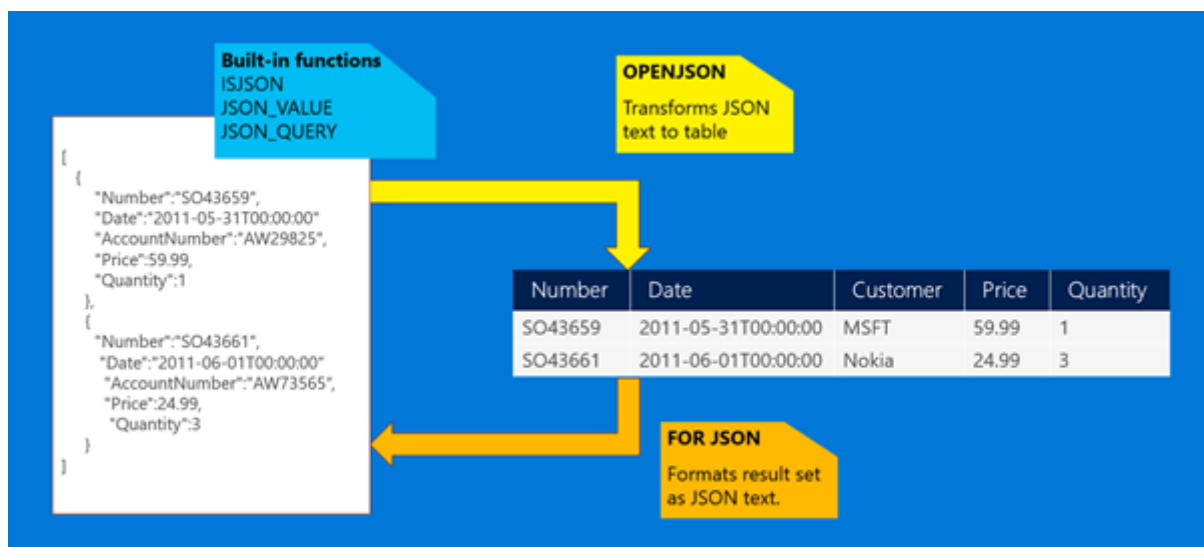 Built-in functions
ISJSON
JSON_VALUE
JSON_QUERY
OPENJSON
Transforms JSON
text to table
[
{
"Number":"SO43659",
"Date":"2011-05-31T00:00:00"
"AccountNumber":"AW29825",
"Price":59.99,
"Quantity":1
},
{
"Number":"SO43661",
"Date":"2011-06-01T00:00:00"
"AccountNumber":"AW73565",
"Price":24.99,
"Quantity":3
}
]
Number Date Customer Price Quantity
SO43659 2011-05-31T00:00:00 MSFT 59.99 1
SO43661 2011-06-01T00:00:00 Nokia 24.99 3
FOR JSON
Formats result set
as JSON text.